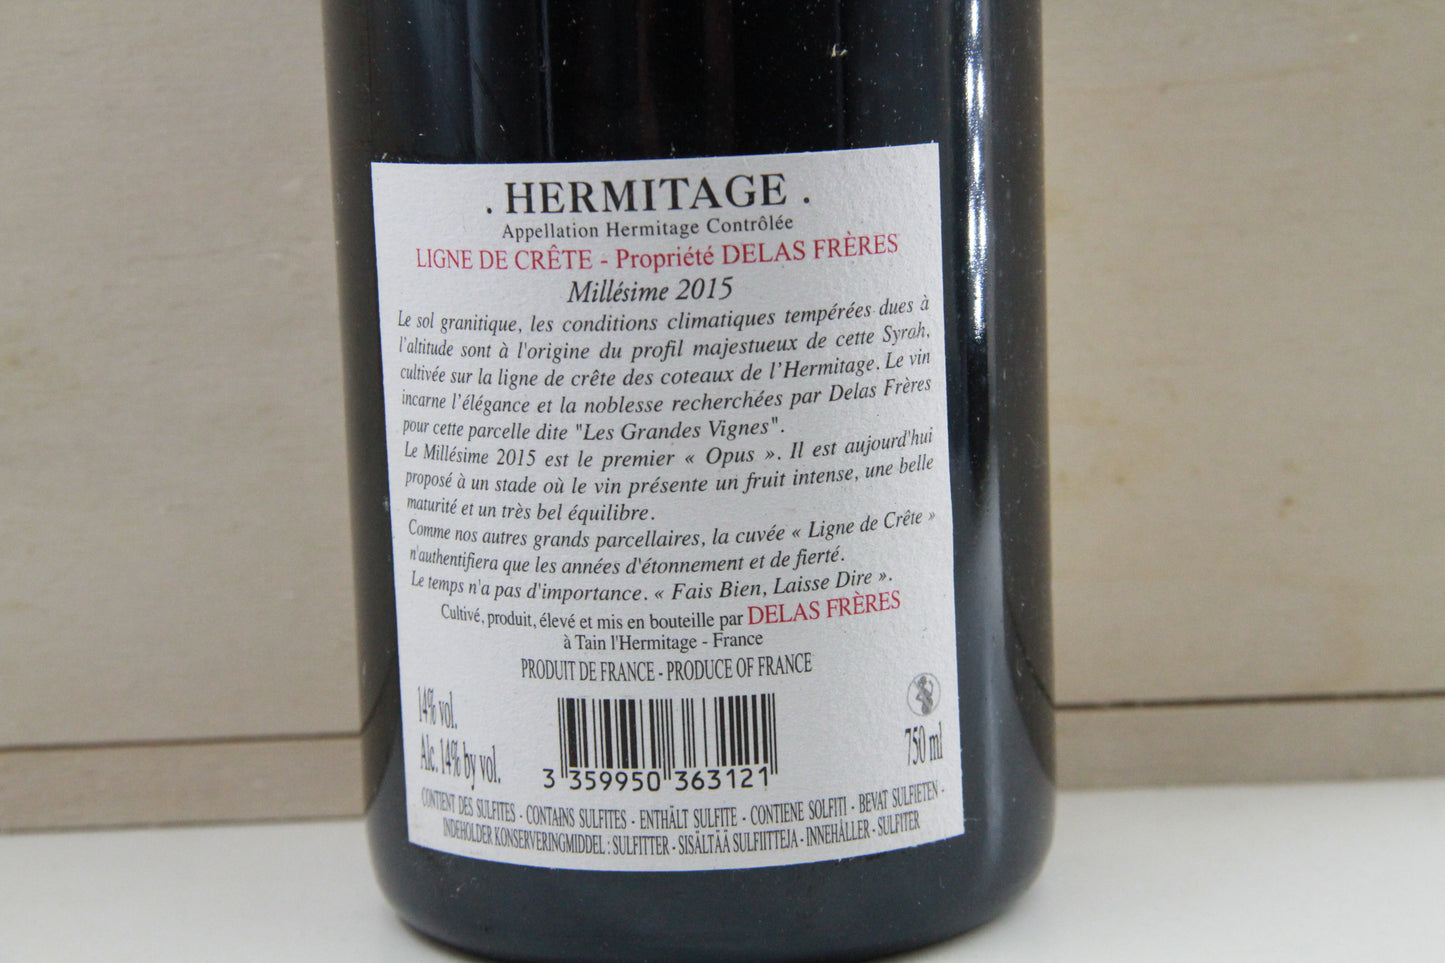 . HERMITAGE .
Appellation Hermitage Contrôlée
LIGNE DE CRÊTE - Propriété DELAS FRÈRES
Millésime 2015
Le sol granitique, les conditions climatiques tempérées dues à
l'altitude sont à l'origine du profil majestueux de cette Syrah,
cultivée sur la ligne de crête des coteaux de l'Hermitage. Le vin
incarne l'élégance et la noblesse recherchées par Delas Frères
pour cette parcelle dite "Les Grandes Vignes".
Le Millésime 2015 est le premier « Opus ». Il est aujourd'hui
proposé à un stade où le vin présente un fruit intense, une belle
maturité et un très bel équilibre.
Comme nos autres grands parcellaires, la cuvée « Ligne de Crête »
n'authentifiera que les années d'étonnement et de fierté.
Le temps n'a pas d'importance. « Fais Bien, Laisse Dire ».
Cultivé, produit, élevé et mis en bouteille par DELAS FRÈRES
à Tain l'Hermitage - France
PRODUIT DE FRANCE - PRODUCE OF FRANCE
14% vol.
Alc. 14% by vol.
3 359950 363121
750 ml
CONTIENT DES SULFITES - CONTAINS SULFITES - ENTHÄLT SULFITE - CONTIENE SOLFITI - BEVAT SULFIETEN -
INDEHOLDER KONSERVERINGMIDDEL : SULFITTER - SISÄLTÄÄ SULFIITTEJA - INNEHÅLLER - SULFITER